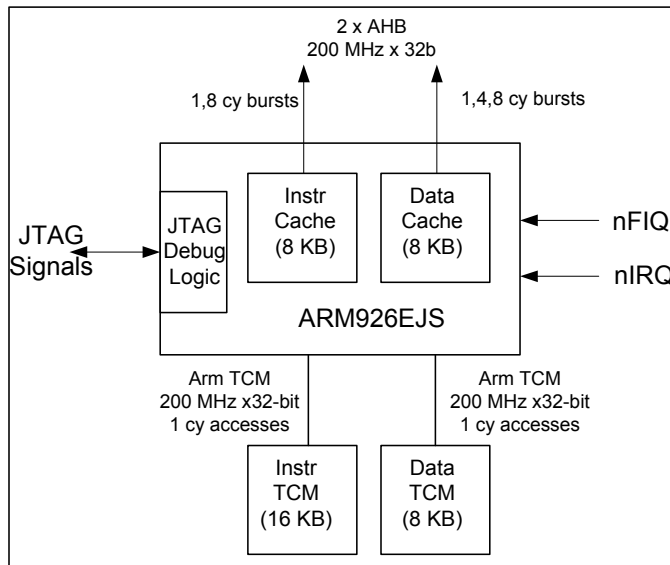 2 x AHB
200 MHz x 32b
1,8 cy bursts
1,4,8 cy bursts
Instr
Cache
(8 KB)
Data
Cache
(8 KB)
JTAG
Debug
Logic
JTAG
Signals
nFIQ
nIRQ
ARM926EJS
Arm TCM
200 MHz x32-bit
1 cy accesses
Arm TCM
200 MHz x32-bit
1 cy accesses
Instr
TCM
(16 KB)
Data
TCM
(8 KB)